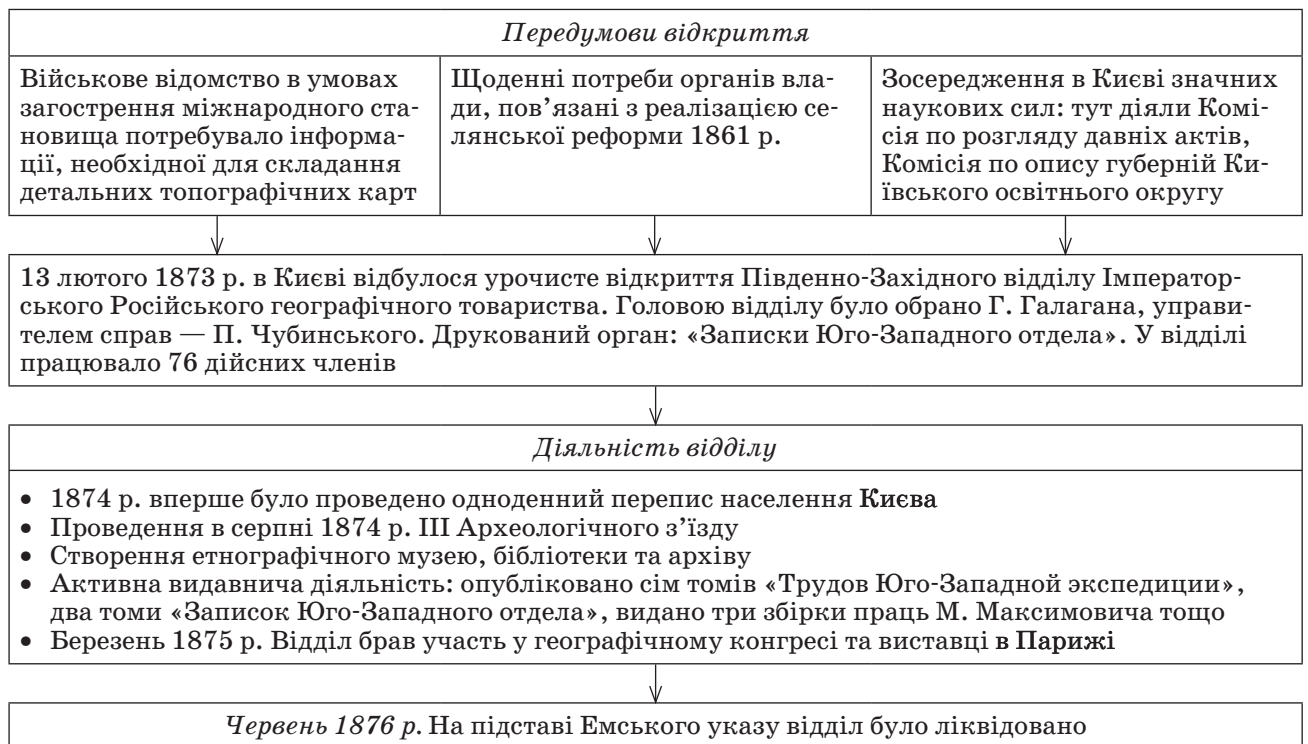 Передумови відкриття
Військове відомство в умовах
загострення міжнародного ста-
новища потребувало інформа-
ції, необхідної для складання
детальних топографічних карт
Щоденні потреби органів вла-
ди, пов’язані з реалізацією се-
лянської реформи 1861 р.
Зосередження в Києві значних
наукових сил: тут діяли Комі-
сія по розгляду давніх актів,
Комісія по опису губерній Ки-
ївського освітнього округу
13 лютого 1873 р. в Києві відбулося урочисте відкриття Південно-Західного відділу Імператор-
ського Російського географічного товариства. Головою відділу було обрано Г. Галагана, управи-
телем справ — П. Чубинського. Друкований орган: «Записки Юго-Западного отдела». У відділі
працювало 76 дійсних членів
Діяльність відділу
• 1874 р. вперше було проведено одноденний перепис населення Києва
• Проведення в серпні 1874 р. III Археологічного з’їзду
• Створення етнографічного музею, бібліотеки та архіву
• Активна видавнича діяльність: опубліковано сім томів «Трудов Юго-Западной экспедиции»,
два томи «Записок Юго-Западного отдела», видано три збірки праць М. Максимовича тощо
• Березень 1875 р. Відділ брав участь у географічному конгресі та виставці в Парижі
Червень 1876 р. На підставі Емського указу відділ було ліквідовано